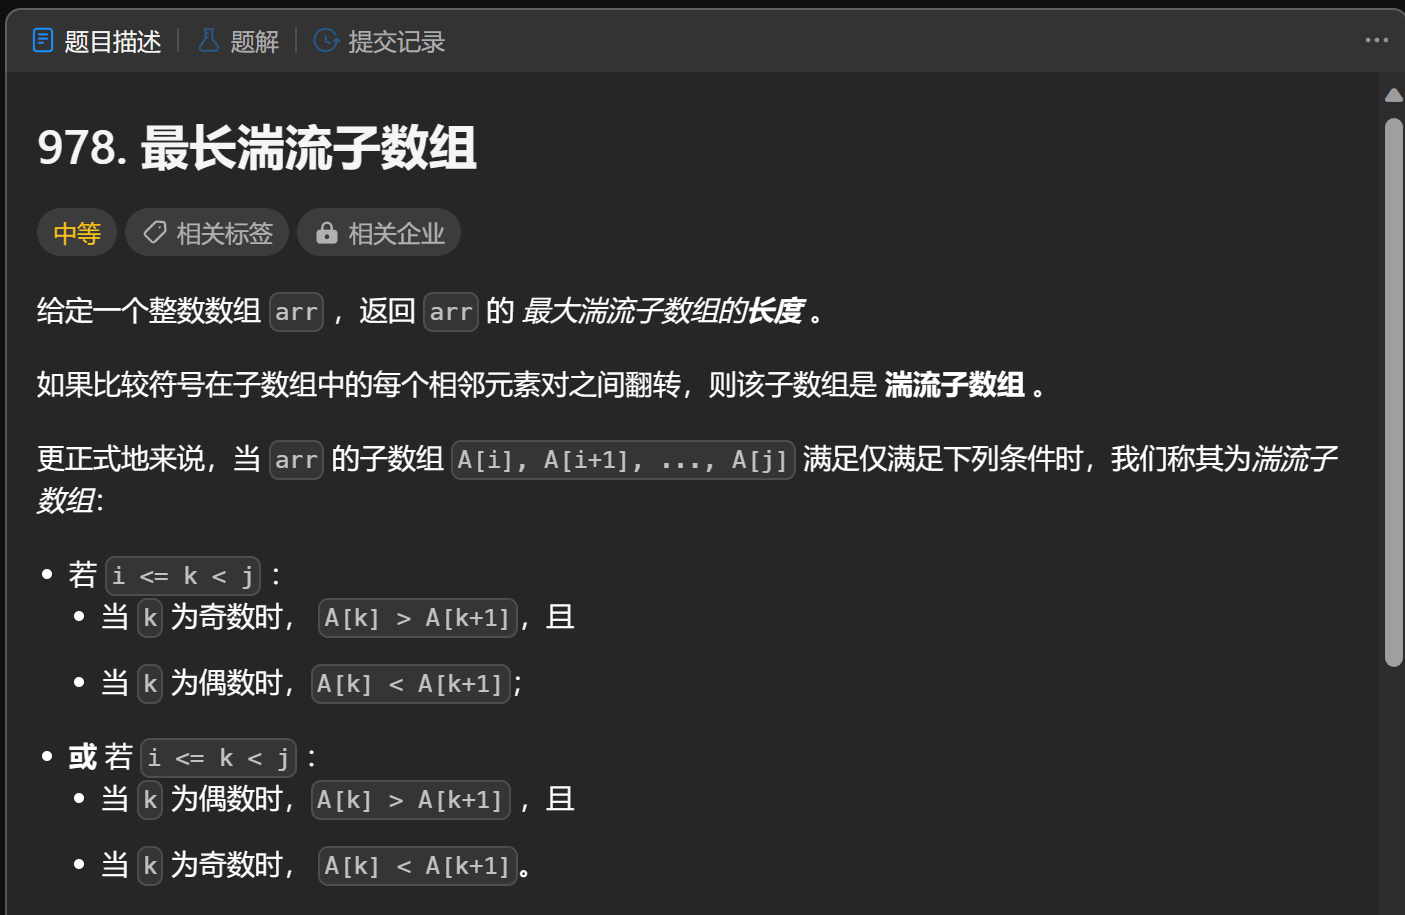 题目描述 | 题解 | 提交记录
978. 最长湍流子数组
中等 相关标签 相关企业
给定一个整数数组 arr ，返回 arr 的 最大湍流子数组的长度 。
如果比较符号在子数组中的每个相邻元素对之间翻转，则该子数组是 湍流子数组 。
更正式地来说，当 arr 的子数组 A[i], A[i+1], ..., A[j] 满足仅满足下列条件时，我们称其为湍流子
数组：
若 i <= k < j ：
当 k 为奇数时， A[k] > A[k+1]，且
当 k 为偶数时，A[k] < A[k+1]；
或 若 i <= k < j ：
当 k 为偶数时，A[k] > A[k+1] ，且
当 k 为奇数时， A[k] < A[k+1]。